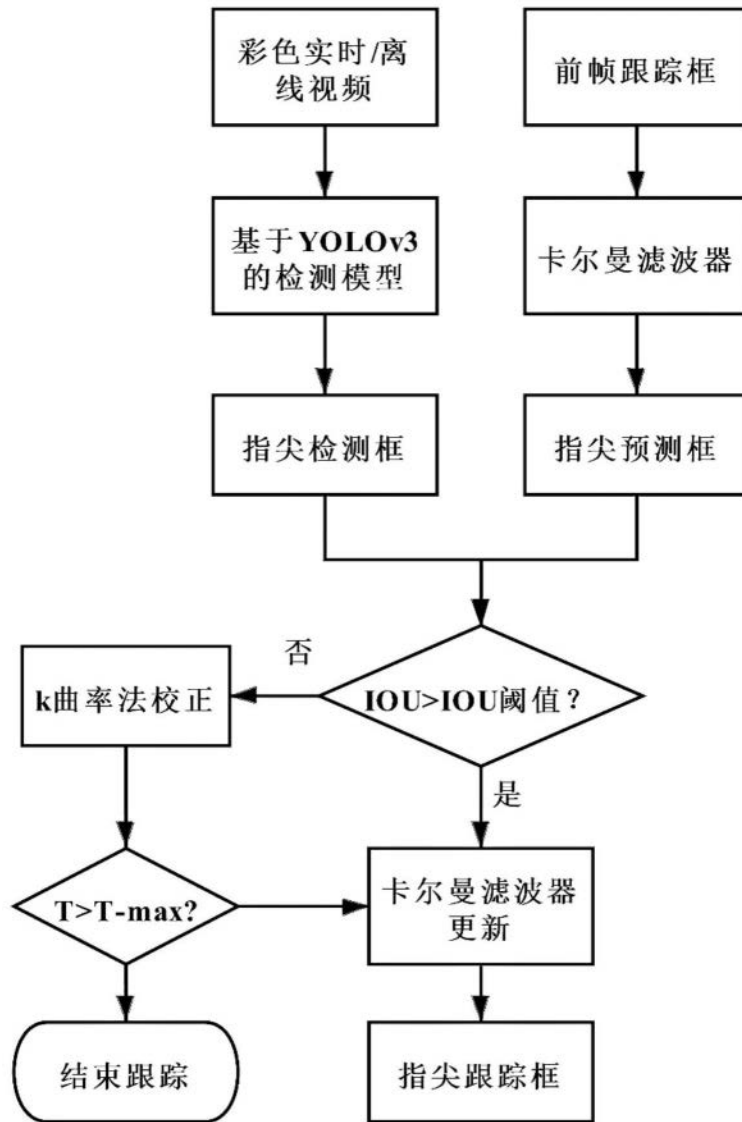 彩色实时/离
线视频
前帧跟踪框
基于YOLOv3
的检测模型
卡尔曼滤波器
指尖检测框
指尖预测框
否
k曲率法校正
IOU>IOU阈值？
是
T>T-max?
卡尔曼滤波器
更新
结束跟踪
指尖跟踪框